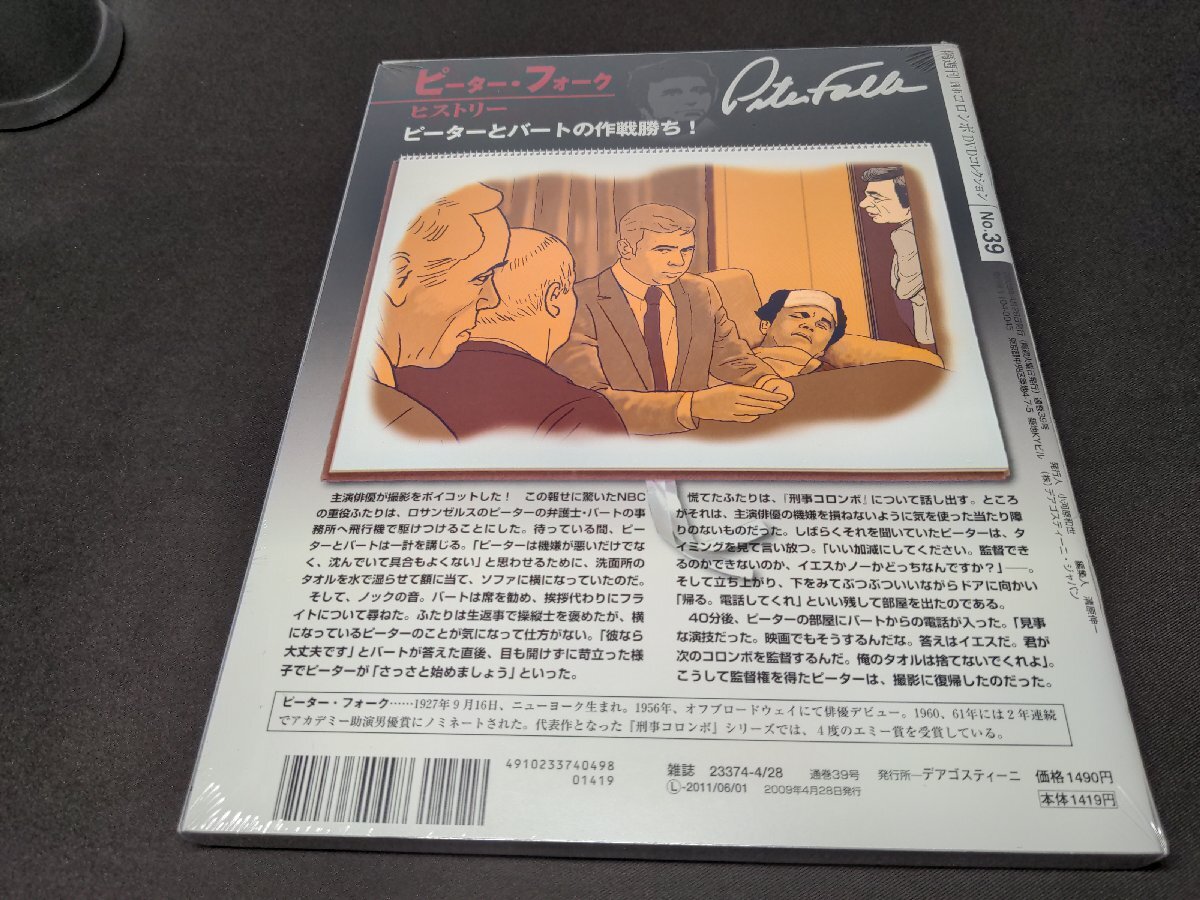 ピーター・フォーク
ヒストリー
ピーターとバートの作戦勝ち！
Peter Falk
隔週刊 刑事コロンボ DVDコレクション
No.39
主演俳優が撮影をボイコットした！　この報せに驚いたNBC
の重役ふたりは、ロサンゼルスのピーターの弁護士・バートの事
務所へ飛行機で駆けつけることにした。待っている間、ピー
ターとバートは一計を講じる。「ピーターは機嫌が悪いだけでな
く、沈んでいて具合もよくない」と思わせるために、洗面所の
タオルを水で湿らせて額に当て、ソファに横になっていたのだ。
そして、ノックの音。バートは席を勧め、挨拶代わりにフラ
イトについて尋ねた。ふたりは生返事で操縦士を褒めたが、横
になっているピーターのことが気になって仕方がない。「彼なら
大丈夫です」とバートが答えた直後、目も開けずに苛立った様
子でピーターが「さっさと始めましょう」といった。
慌てたふたりは、『刑事コロンボ』について話し出す。ところ
がそれは、主演俳優の機嫌を損ねないように気を使った当たり障
りのないものだった。しばらくそれを聞いていたピーターは、タ
イミングを見て言い放つ。「いい加減にしてください。監督でき
るのかできないのか、イエスかノーかどっちなんですか？」――。
そして立ち上がり、下をみてぶつぶついいながらドアに向かい
「帰る。電話してくれ」といい残して部屋を出たのである。
40分後、ピーターの部屋にバートからの電話が入った。「見事
な演技だった。映画でもそうするんだな。答えはイエスだ。君が
次のコロンボを監督するんだ。俺のタオルは捨てないでくれよ」。
こうして監督権を得たピーターは、撮影に復帰したのだった。
ピーター・フォーク……1927年9月16日、ニューヨーク生まれ。1956年、オフブロードウェイにて俳優デビュー。1960、61年には2年連続
でアカデミー助演男優賞にノミネートされた。代表作となった『刑事コロンボ』シリーズでは、4度のエミー賞を受賞している。
4910233740498
01419
雑誌　23374-4/28　通巻39号　発行所―デアゴスティーニ
Ⓛ-2011/06/01　2009年4月28日発行
価格1490円
本体1419円